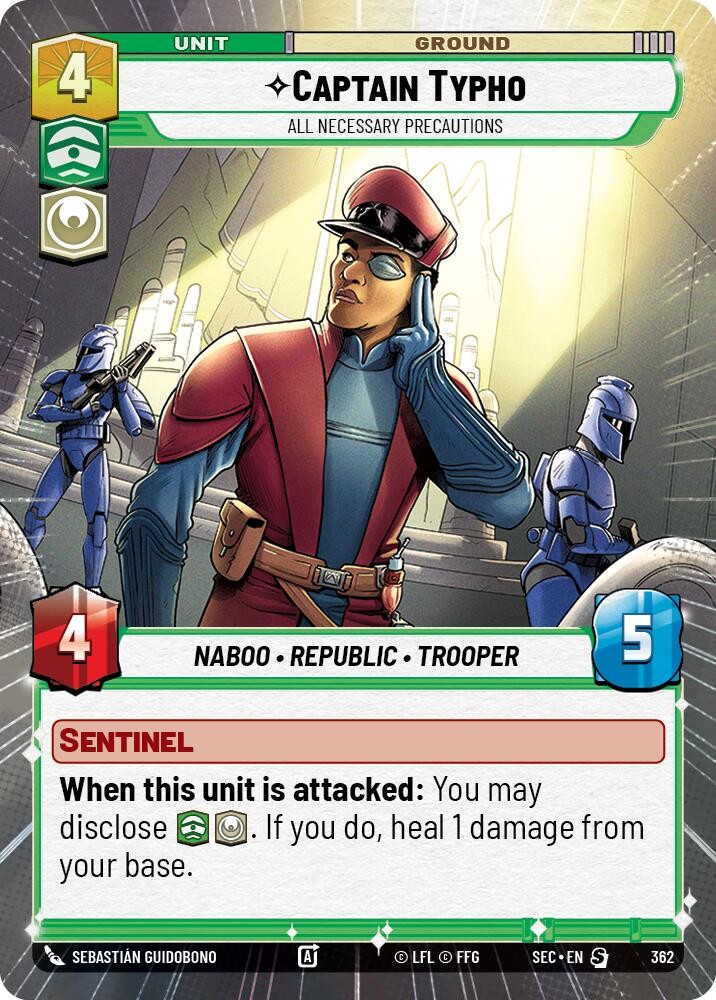 UNIT
GROUND
4
✧CAPTAIN TYPHO
ALL NECESSARY PRECAUTIONS
4
NABOO • REPUBLIC • TROOPER
5
SENTINEL
When this unit is attacked: You may
disclose . If you do, heal 1 damage from
your base.
SEBASTIÁN GUIDOBONO
A
© LFL © FFG
SEC • EN
362